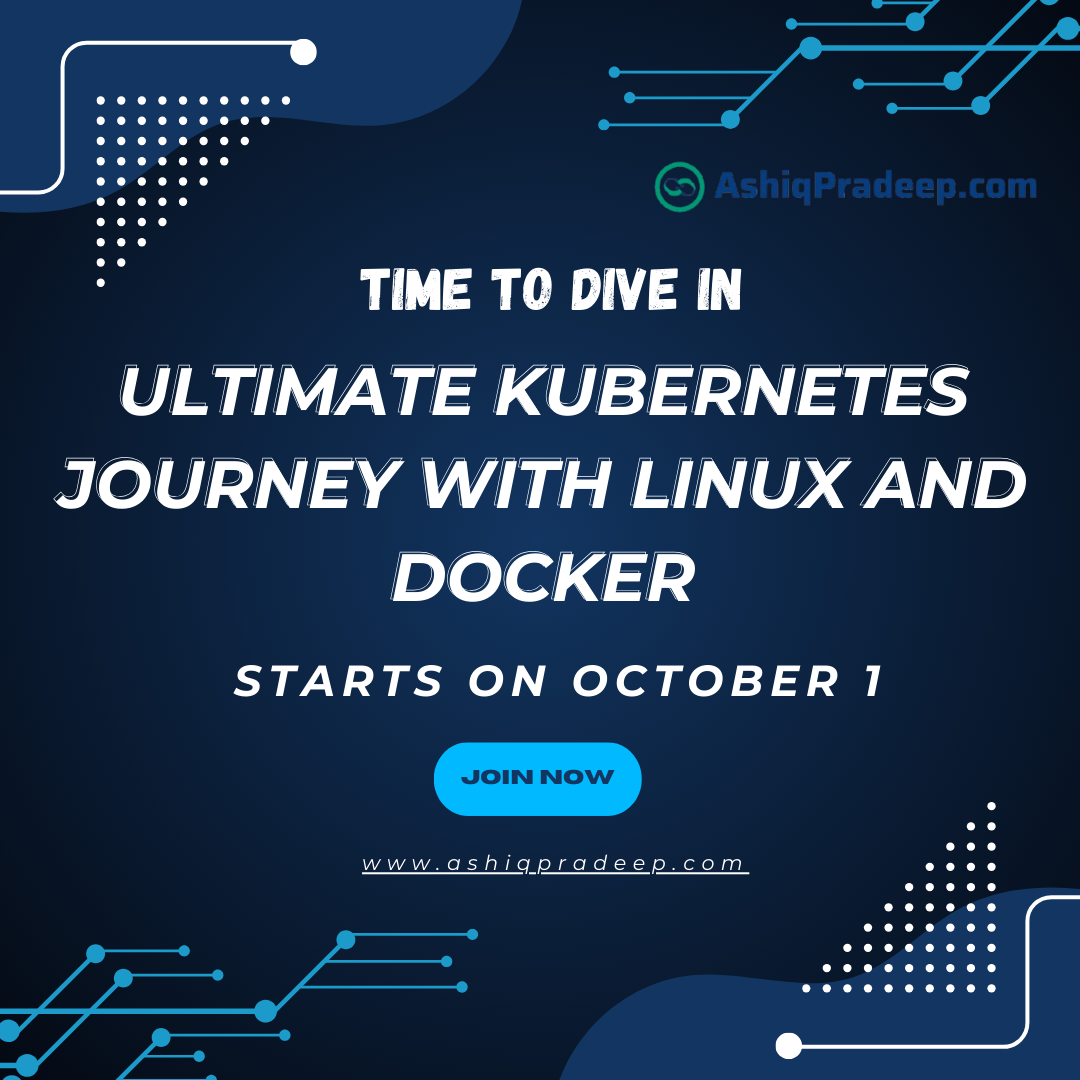 AshiqPradeep.com
TIME TO DIVE IN
ULTIMATE KUBERNETES
JOURNEY WITH LINUX AND
DOCKER
STARTS ON OCTOBER 1
JOIN NOW
www.ashiqpradeep.com